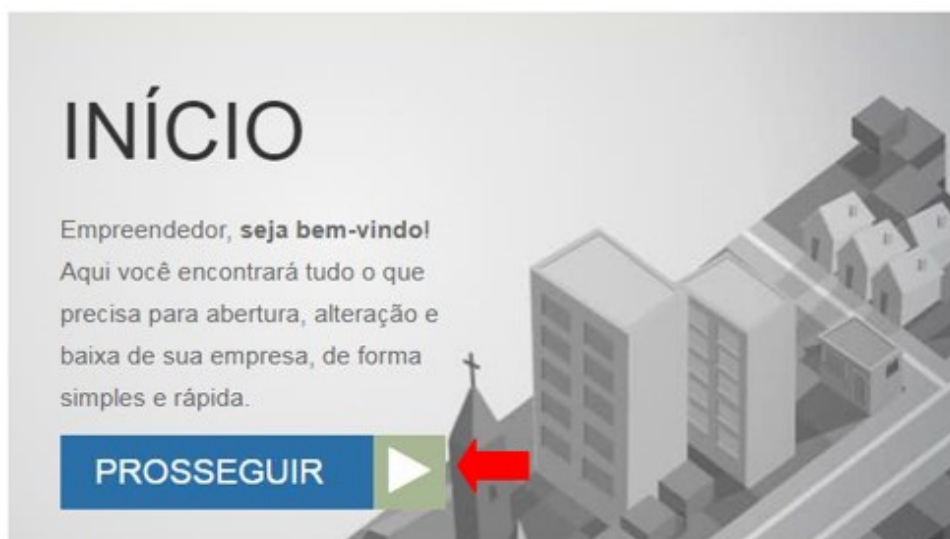 INÍCIO
Empreendedor, seja bem-vindo!
Aqui você encontrará tudo o que
precisa para abertura, alteração e
baixa de sua empresa, de forma
simples e rápida.
PROSSEGUIR